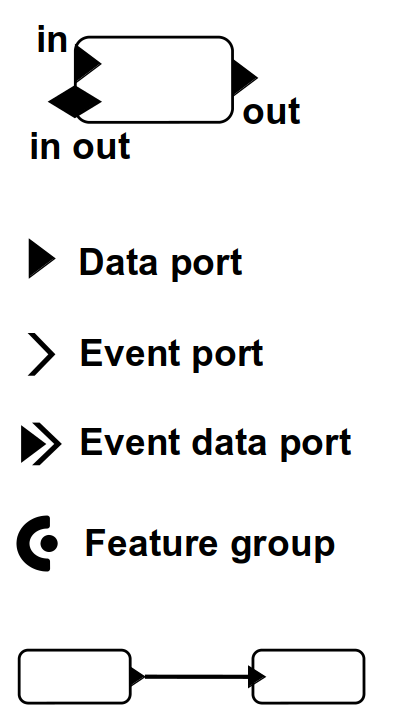 in
out
in out
Data port
Event port
Event data port
Feature group